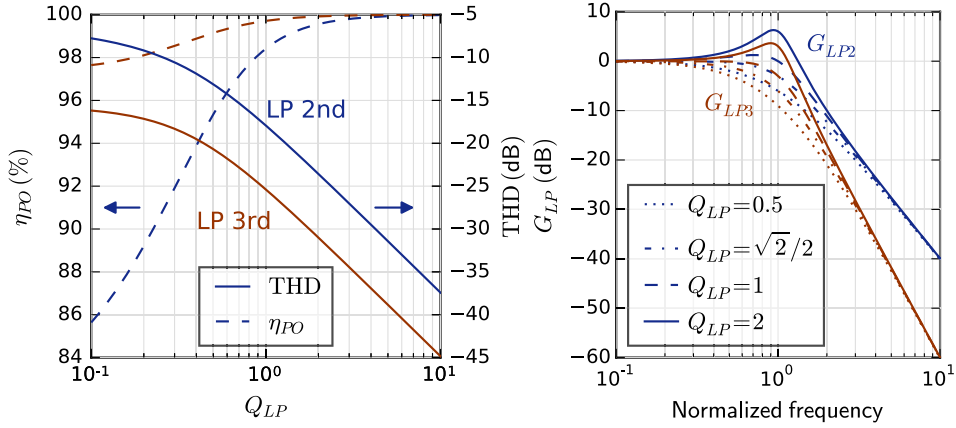 100
98
96
94
92
90
88
86
84
η_PO (%)
10^-1
10^0
10^1
Q_LP
−5
−10
−15
−20
−25
−30
−35
−40
−45
THD (dB)
LP 2nd
LP 3rd
THD
η_PO
10
0
−10
−20
−30
−40
−50
−60
G_LP (dB)
10^-1
10^0
10^1
Normalized frequency
G_LP2
G_LP3
Q_LP=0.5
Q_LP=√2/2
Q_LP=1
Q_LP=2